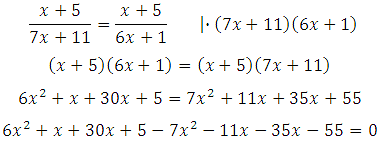 (x + 5)/(7x + 11) = (x + 5)/(6x + 1)    |· (7x + 11)(6x + 1)
(x + 5)(6x + 1) = (x + 5)(7x + 11)
6x² + x + 30x + 5 = 7x² + 11x + 35x + 55
6x² + x + 30x + 5 − 7x² − 11x − 35x − 55 = 0